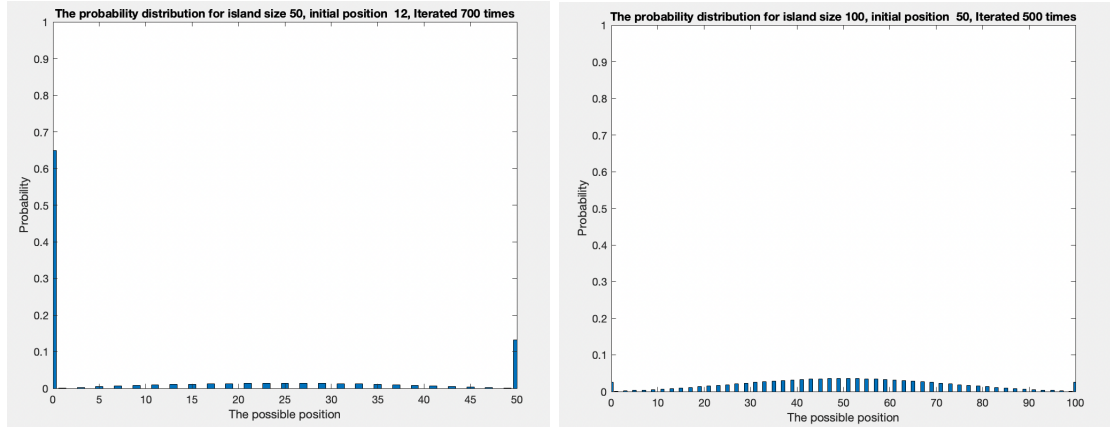 The probability distribution for island size 50, initial position  12, Iterated 700 times
1
0.9
0.8
0.7
0.6
0.5
0.4
0.3
0.2
0.1
0
Probability
0 5 10 15 20 25 30 35 40 45 50
The possible position
The probability distribution for island size 100, initial position  50, Iterated 500 times
1
0.9
0.8
0.7
0.6
0.5
0.4
0.3
0.2
0.1
0
Probability
0 10 20 30 40 50 60 70 80 90 100
The possible position